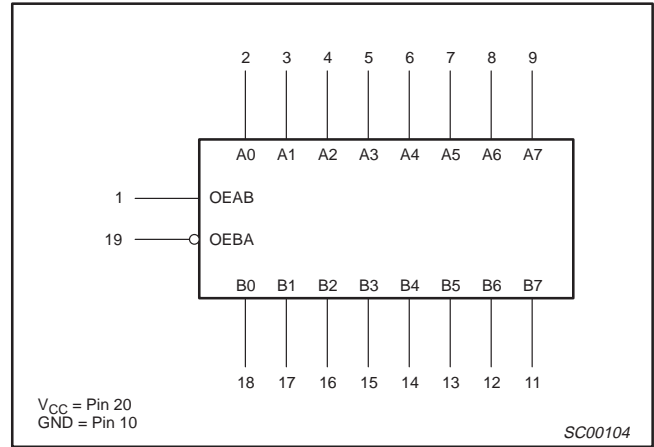 2 3 4 5 6 7 8 9
A0 A1 A2 A3 A4 A5 A6 A7
1 OEAB
19 OEBA
B0 B1 B2 B3 B4 B5 B6 B7
18 17 16 15 14 13 12 11
VCC = Pin 20
GND = Pin 10
SC00104